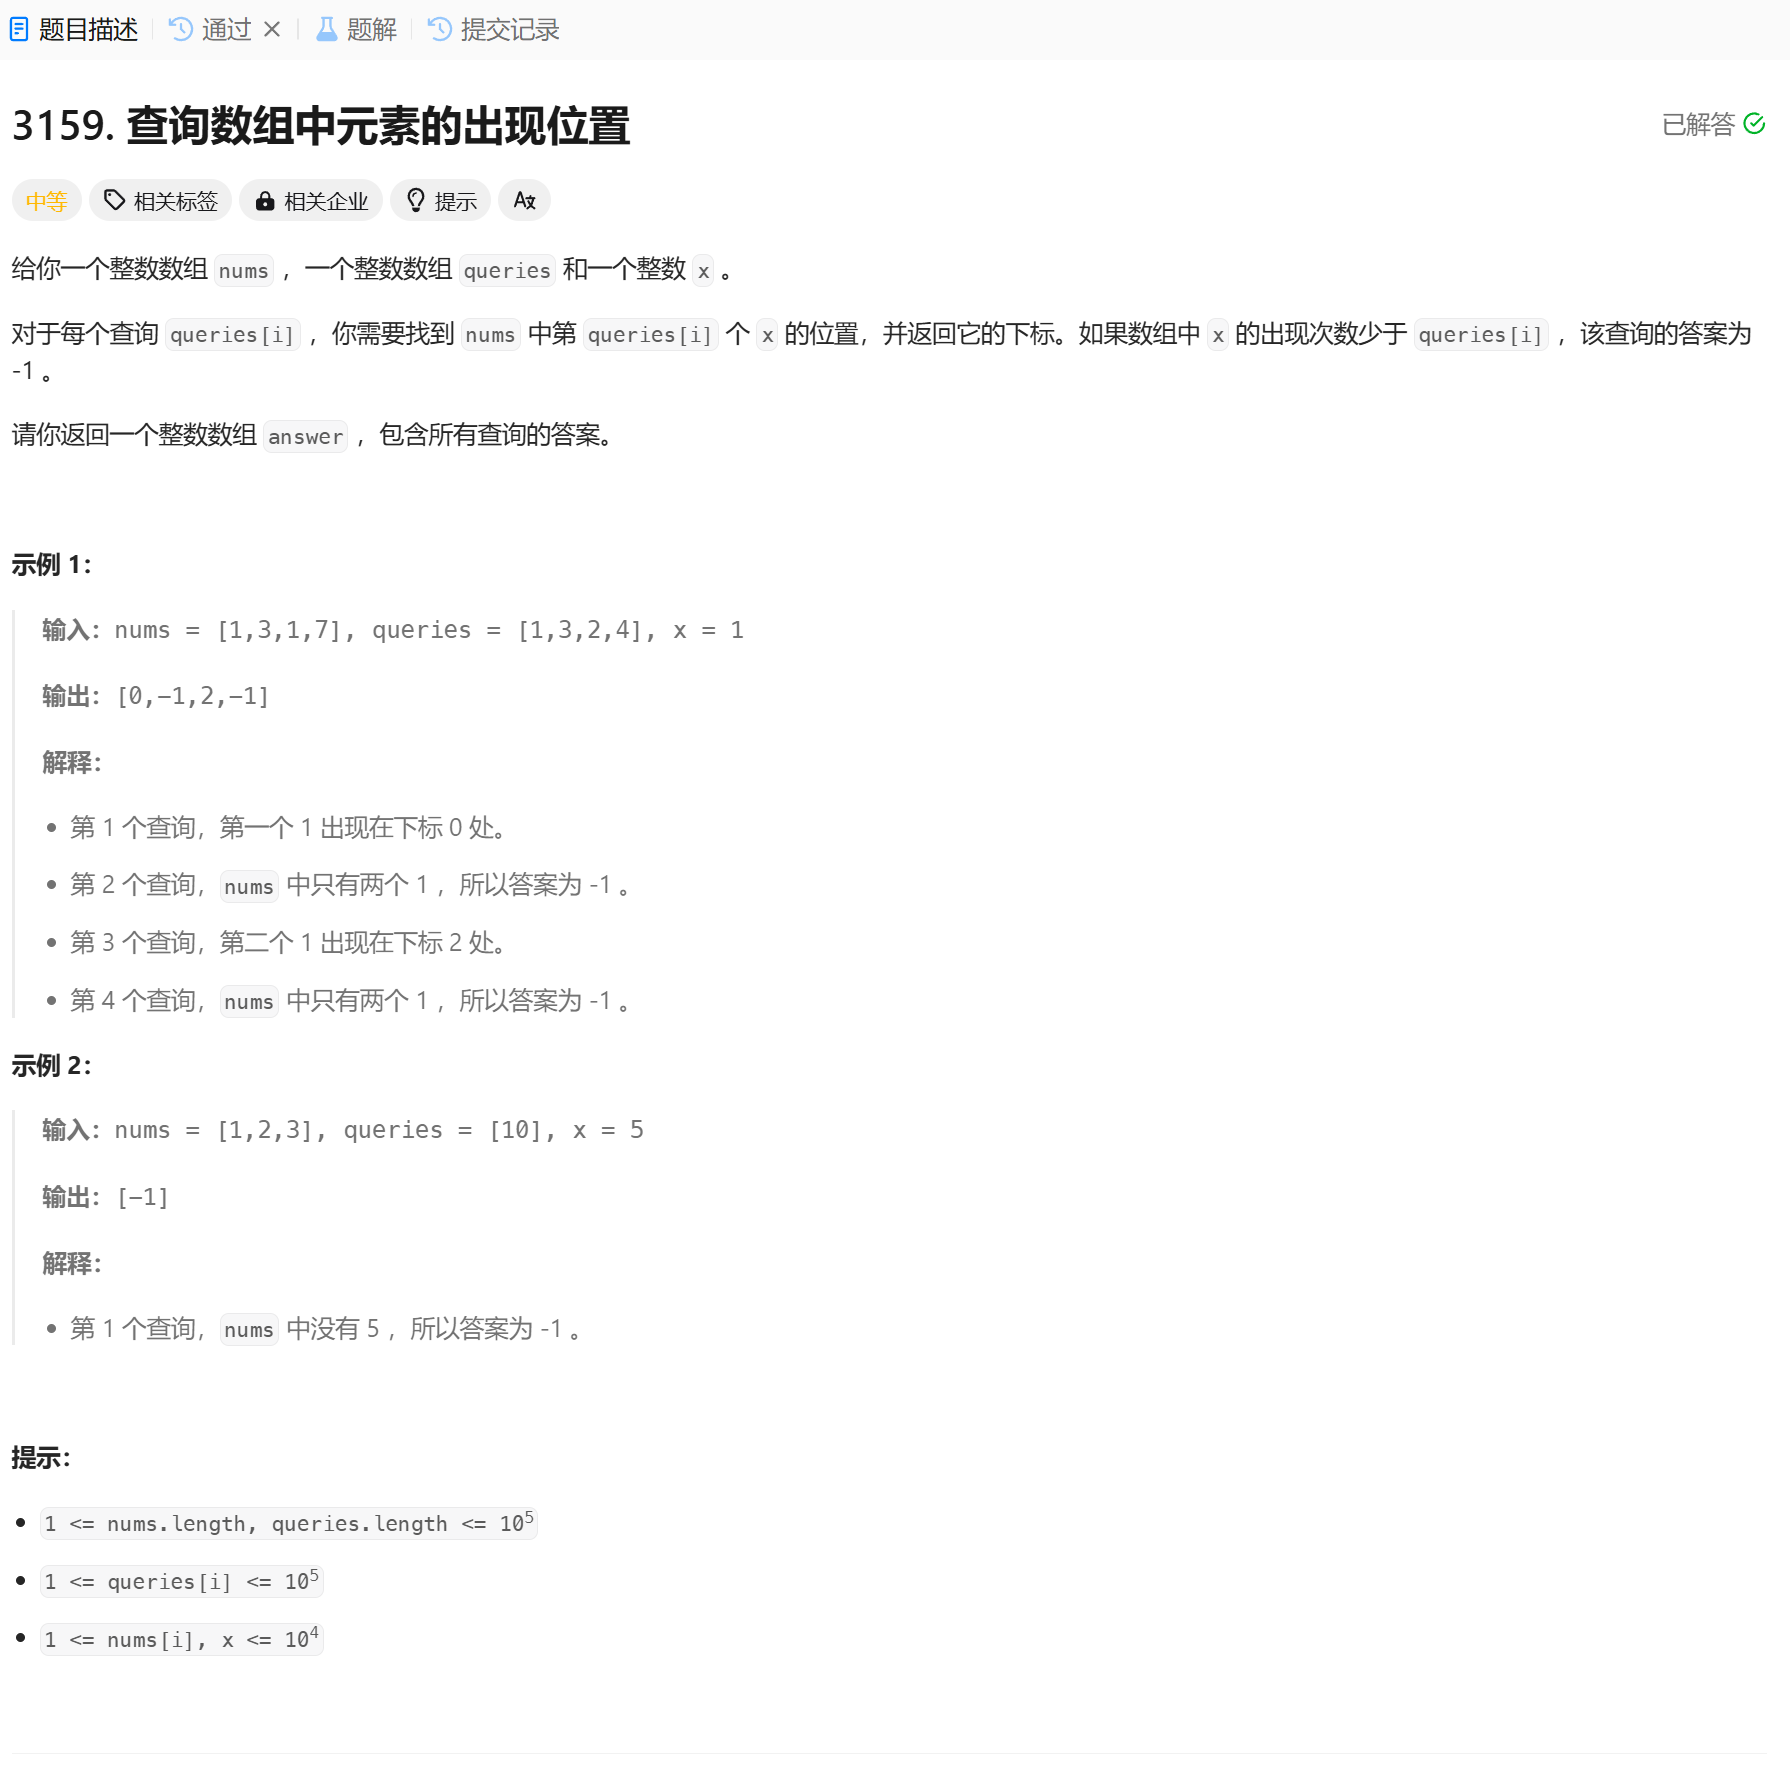 题目描述 通过 题解 提交记录
3159. 查询数组中元素的出现位置 已解答
中等 相关标签 相关企业 提示 Aあ
给你一个整数数组 nums ，一个整数数组 queries 和一个整数 x 。
对于每个查询 queries[i] ，你需要找到 nums 中第 queries[i] 个 x 的位置，并返回它的下标。如果数组中 x 的出现次数少于 queries[i] ，该查询的答案为
-1 。
请你返回一个整数数组 answer ，包含所有查询的答案。
示例 1：
输入：nums = [1,3,1,7], queries = [1,3,2,4], x = 1
输出：[0,-1,2,-1]
解释：
• 第 1 个查询，第一个 1 出现在下标 0 处。
• 第 2 个查询，nums 中只有两个 1 ，所以答案为 -1 。
• 第 3 个查询，第二个 1 出现在下标 2 处。
• 第 4 个查询，nums 中只有两个 1 ，所以答案为 -1 。
示例 2：
输入：nums = [1,2,3], queries = [10], x = 5
输出：[-1]
解释：
• 第 1 个查询，nums 中没有 5 ，所以答案为 -1 。
提示：
• 1 <= nums.length, queries.length <= 10⁵
• 1 <= queries[i] <= 10⁵
• 1 <= nums[i], x <= 10⁴